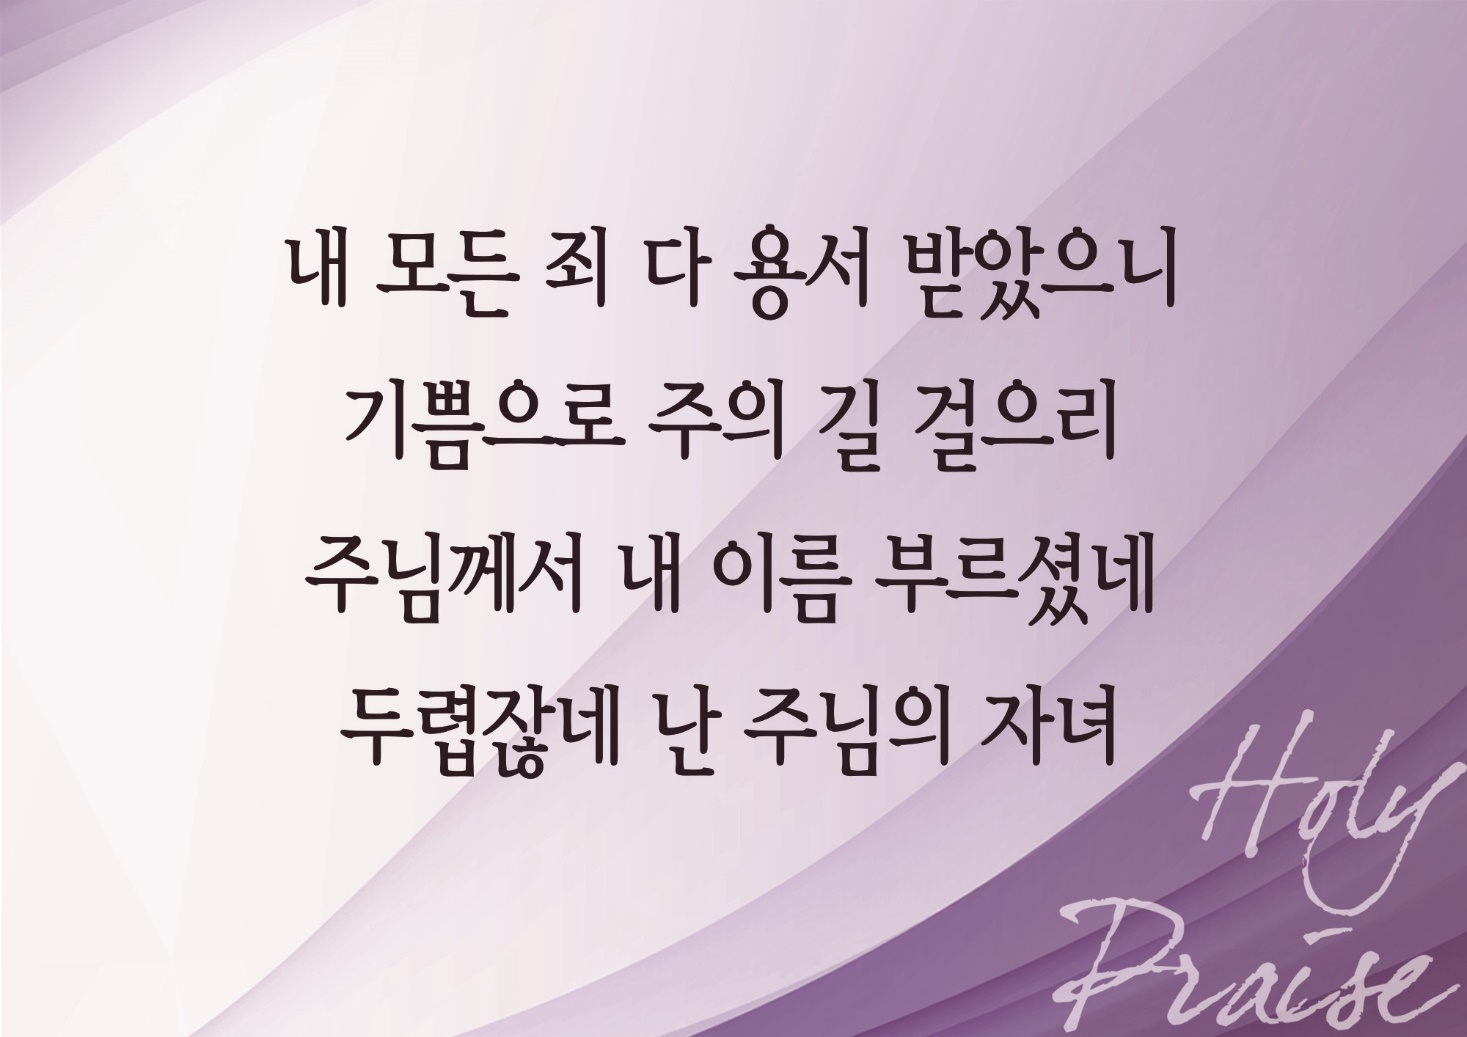 내 모든 죄 다 용서 받았으니
기쁨으로 주의 길 걸으리
주님께서 내 이름 부르셨네
두렵잖네 난 주님의 자녀
Holy
Praise